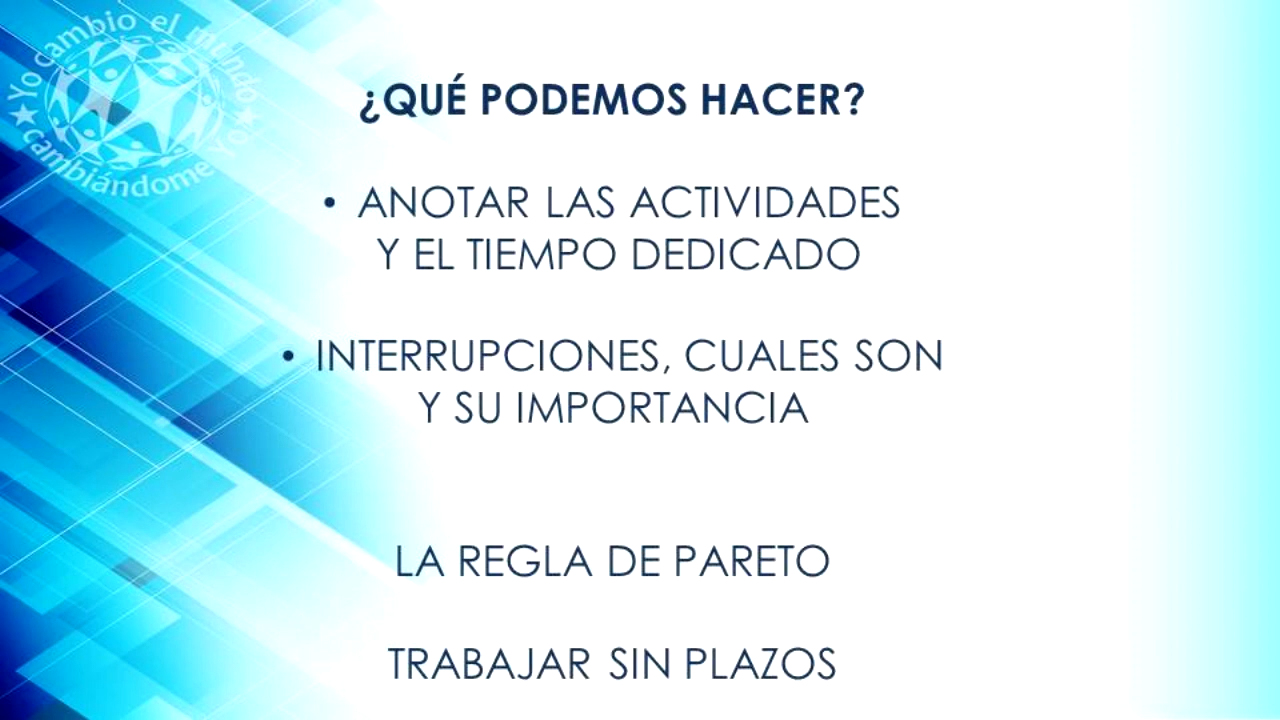 Yo cambio el mundo
cambiándome Yo
¿QUÉ PODEMOS HACER?
• ANOTAR LAS ACTIVIDADES
Y EL TIEMPO DEDICADO
• INTERRUPCIONES, CUALES SON
Y SU IMPORTANCIA
LA REGLA DE PARETO
TRABAJAR SIN PLAZOS